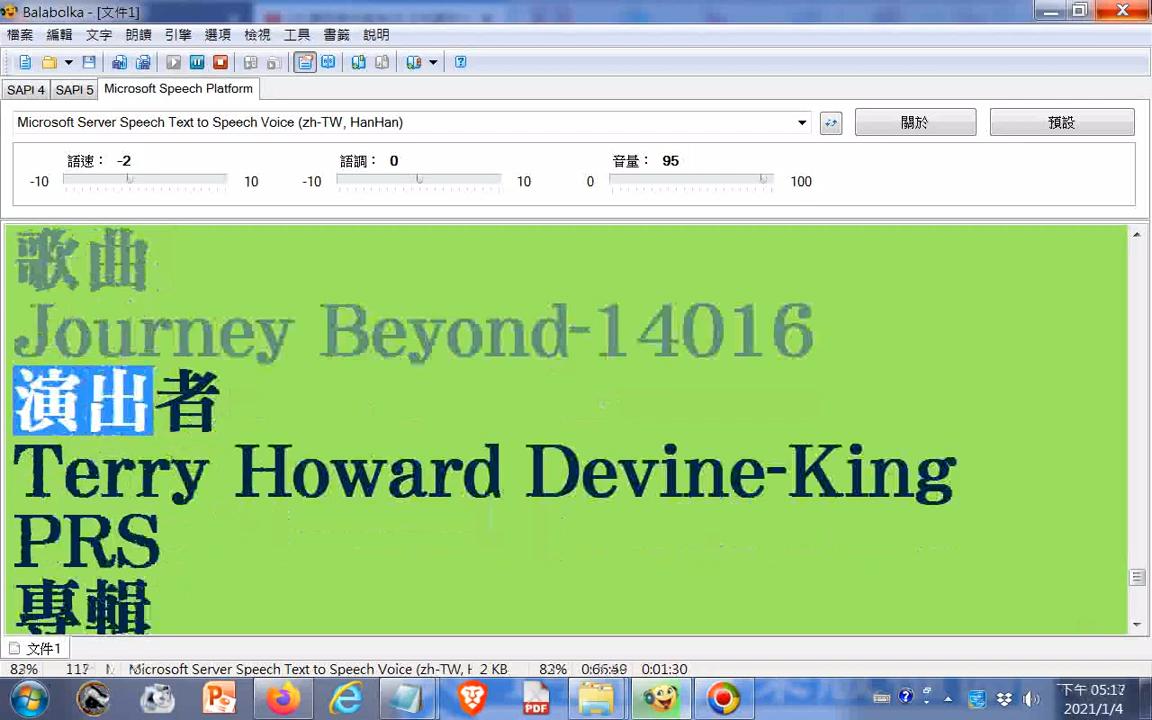 Balabolka - [文件1]
檔案 編輯 文字 朗讀 引擎 選項 檢視 工具 書籤 說明
SAPI 4 SAPI 5 Microsoft Speech Platform
Microsoft Server Speech Text to Speech Voice (zh-TW, HanHan)
關於 預設
語速： -2 語調： 0 音量： 95
-10 10 -10 10 0 100
歌曲
Journey Beyond-14016
演出者
Terry Howard Devine-King
PRS
專輯
文件1
83% 117 Microsoft Server Speech Text to Speech Voice (zh-TW, H 2 KB 83% 0:01:30
PDF
下午 05:17
2021/1/4